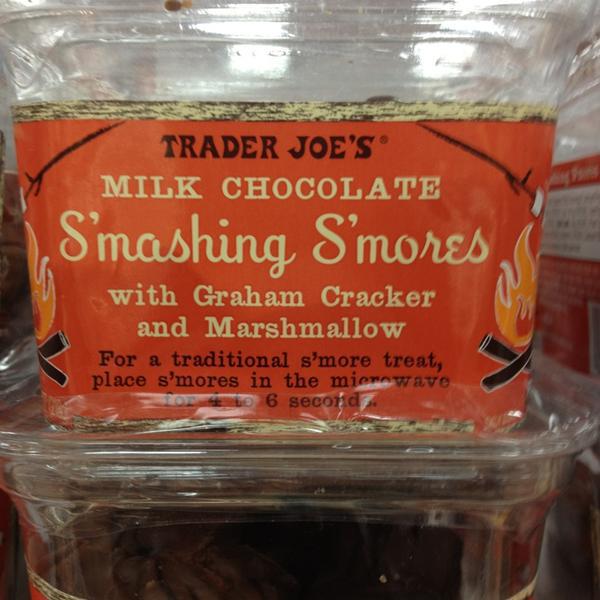 TRADER JOE'S®
MILK CHOCOLATE
S'mashing S'mores
with Graham Cracker
and Marshmallow
For a traditional s'more treat,
place s'mores in the microwave
for 4 to 6 seconds.